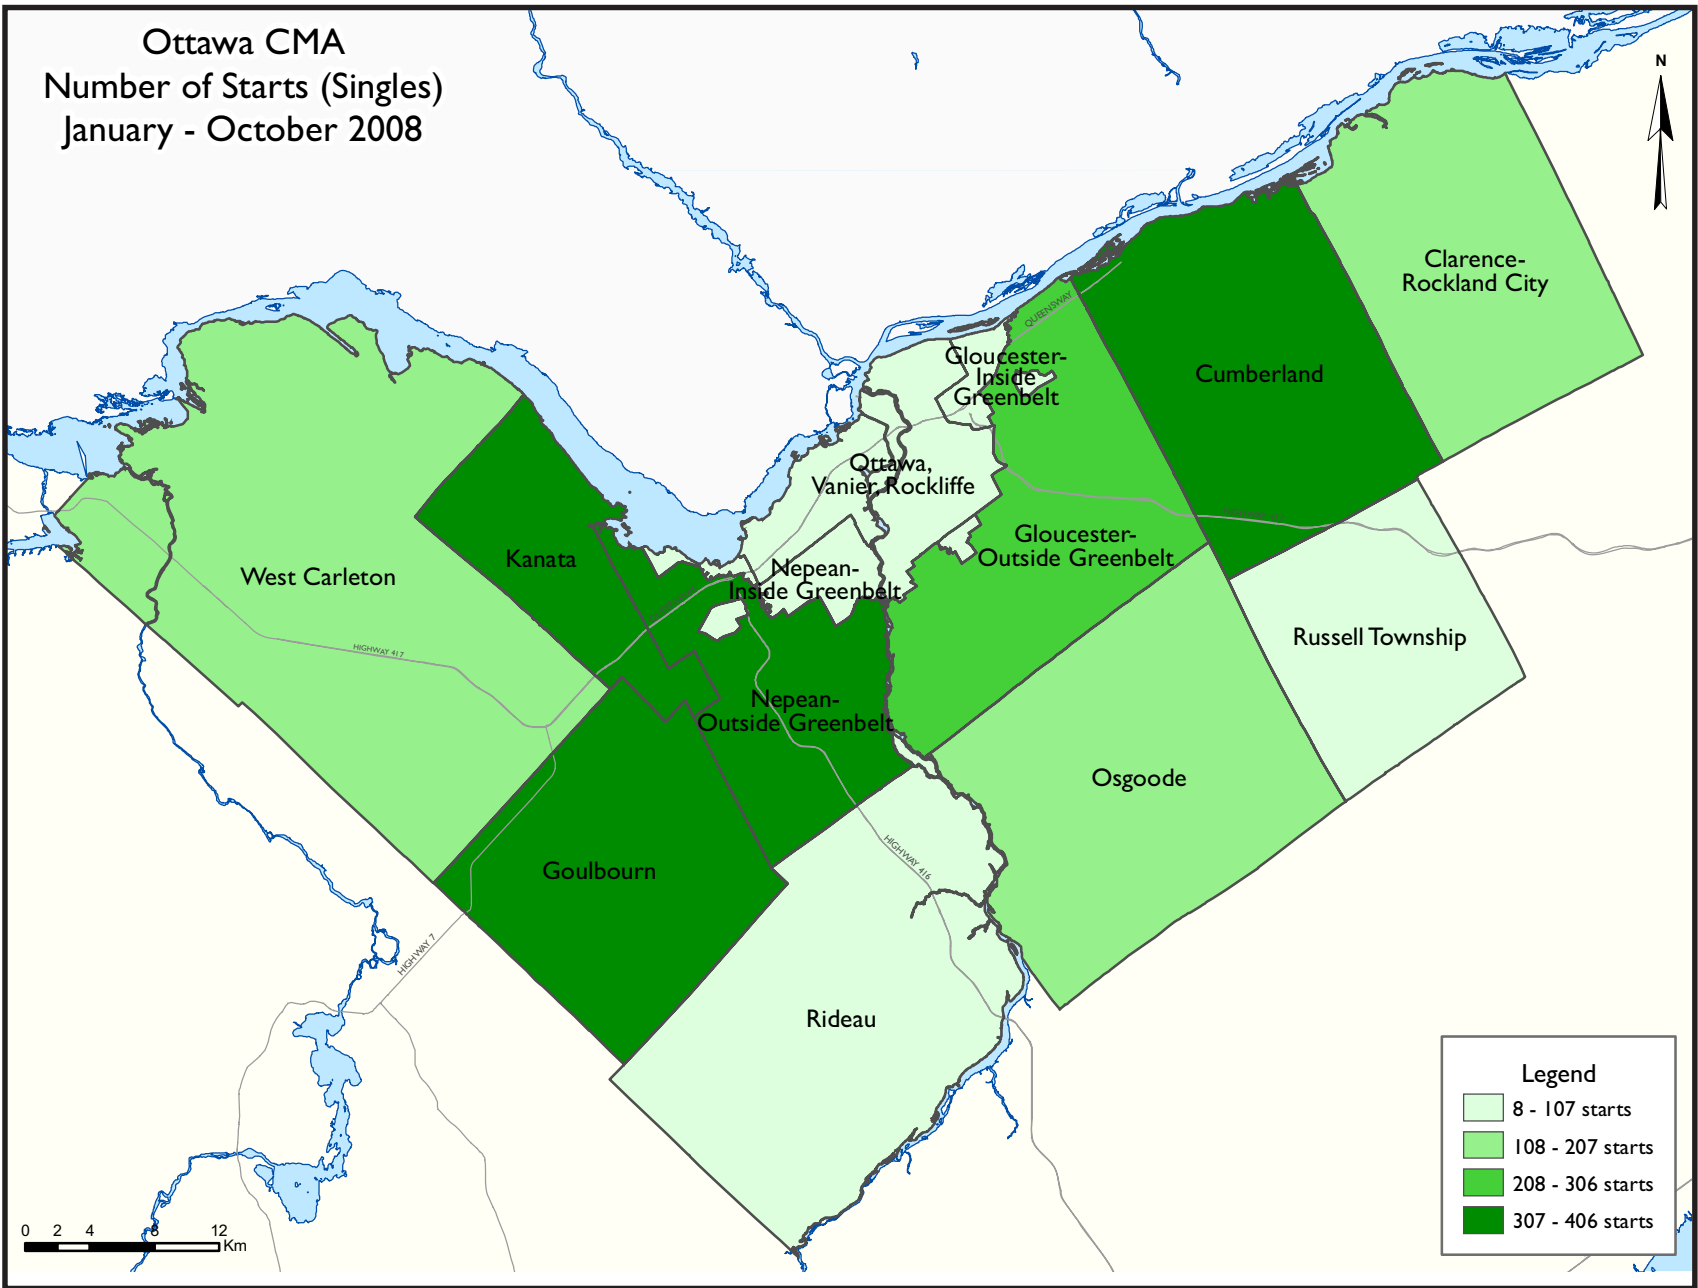 Ottawa CMA
Number of Starts (Singles)
January - October 2008
N
Clarence-
Rockland City
QUEENSWAY
Gloucester-
Inside
Greenbelt
Cumberland
Ottawa,
Vanier, Rockliffe
Gloucester-
Outside Greenbelt
Kanata
West Carleton
Nepean-
Inside Greenbelt
Russell Township
HIGHWAY 417
Nepean-
Outside Greenbelt
Osgoode
Goulbourn
HIGHWAY 416
HIGHWAY 7
Rideau
Legend
8 - 107 starts
108 - 207 starts
208 - 306 starts
307 - 406 starts
0 2 4 8 12
Km